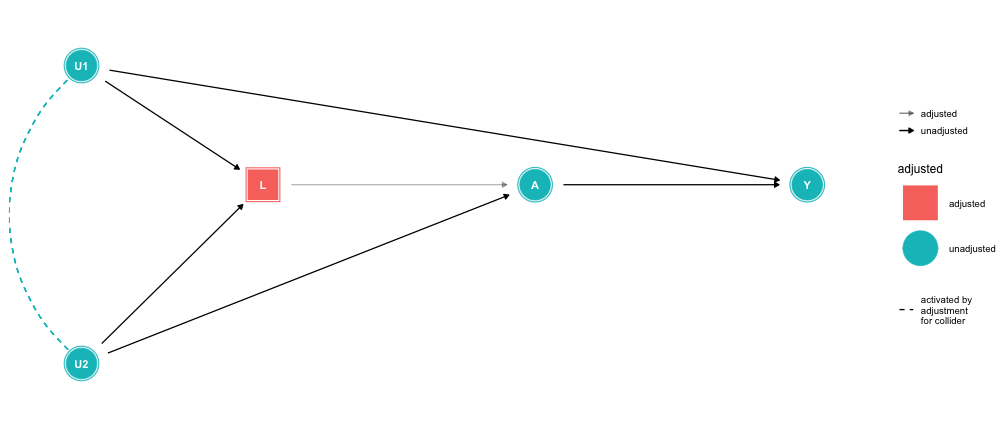 U1
adjusted
unadjusted
adjusted
L
A
Y
adjusted
unadjusted
activated by
adjustment
for collider
U2